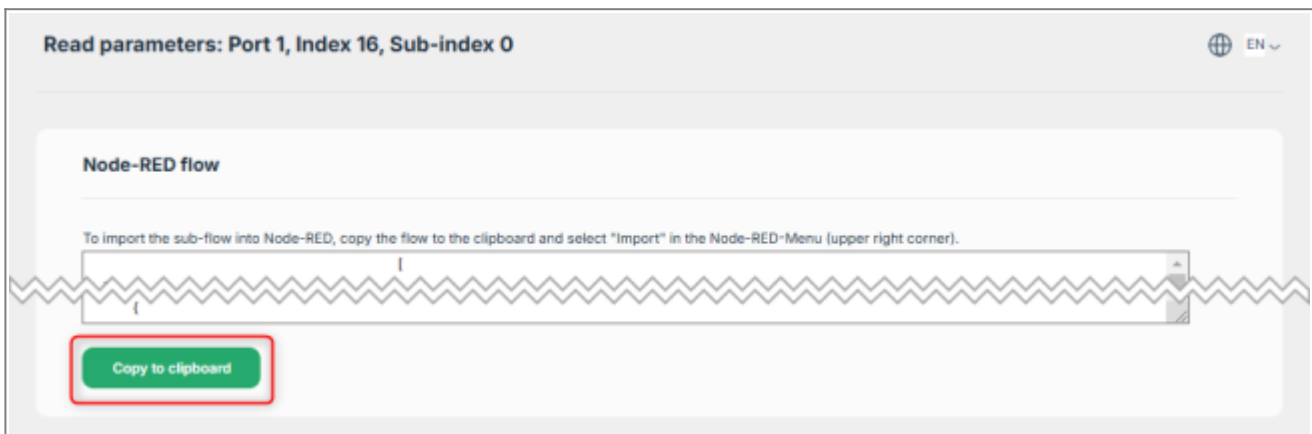 Read parameters: Port 1, Index 16, Sub-index 0
EN
Node-RED flow
To import the sub-flow into Node-RED, copy the flow to the clipboard and select "Import" in the Node-RED-Menu (upper right corner).
[
{
Copy to clipboard